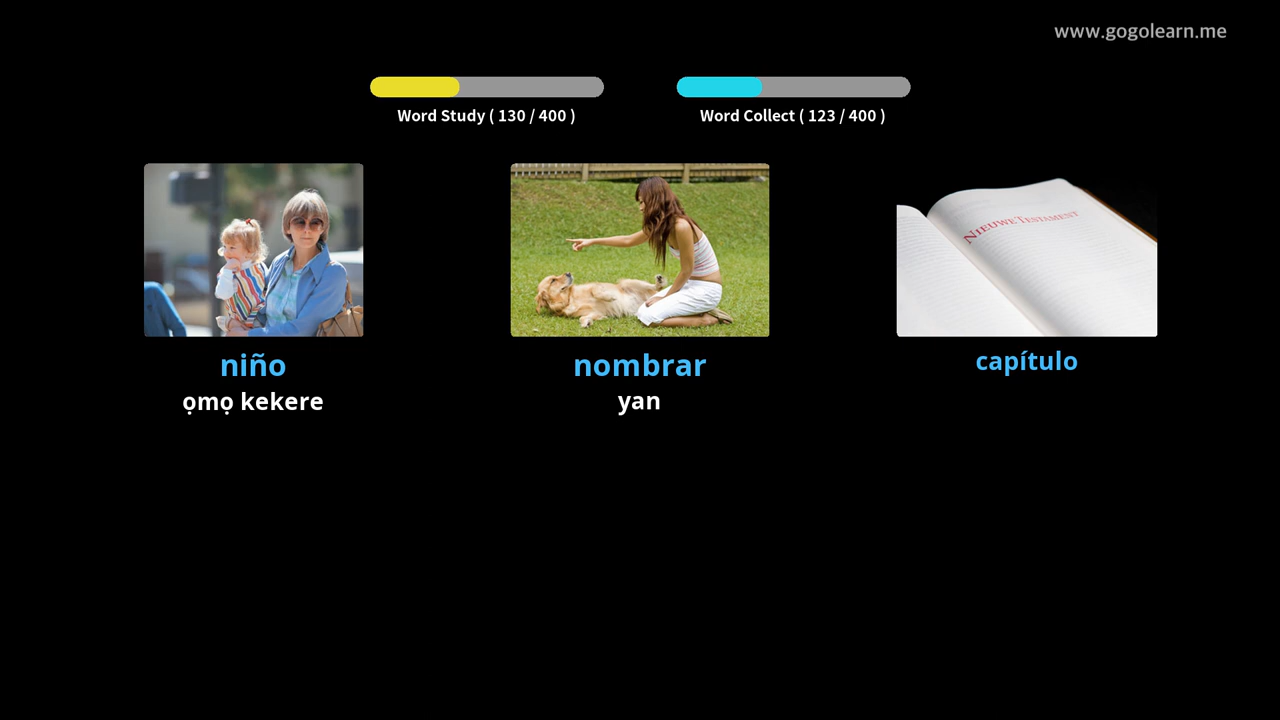 www.gogolearn.me
Word Study ( 130 / 400 )
Word Collect ( 123 / 400 )
NIEUWE TESTAMENT
niño
nombrar
capítulo
ọmọ kekere
yan